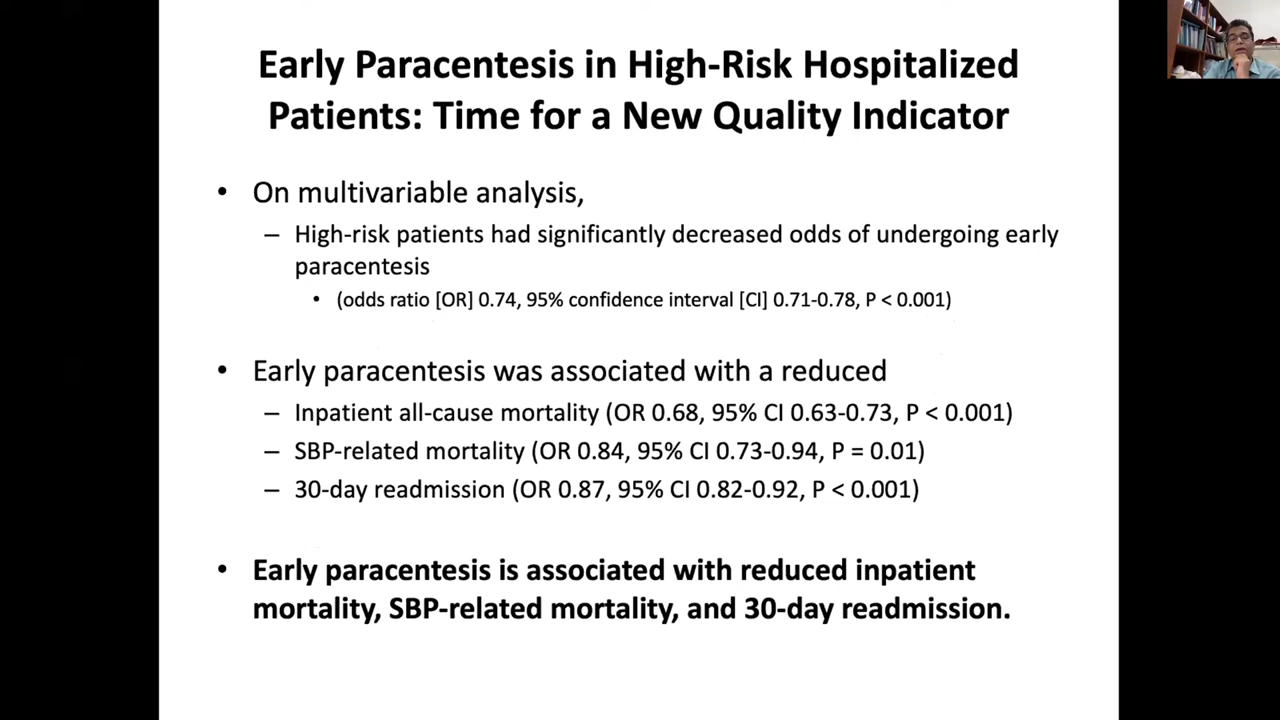 Early Paracentesis in High-Risk Hospitalized
Patients: Time for a New Quality Indicator
• On multivariable analysis,
– High-risk patients had significantly decreased odds of undergoing early
paracentesis
• (odds ratio [OR] 0.74, 95% confidence interval [CI] 0.71-0.78, P < 0.001)
• Early paracentesis was associated with a reduced
– Inpatient all-cause mortality (OR 0.68, 95% CI 0.63-0.73, P < 0.001)
– SBP-related mortality (OR 0.84, 95% CI 0.73-0.94, P = 0.01)
– 30-day readmission (OR 0.87, 95% CI 0.82-0.92, P < 0.001)
• Early paracentesis is associated with reduced inpatient
mortality, SBP-related mortality, and 30-day readmission.